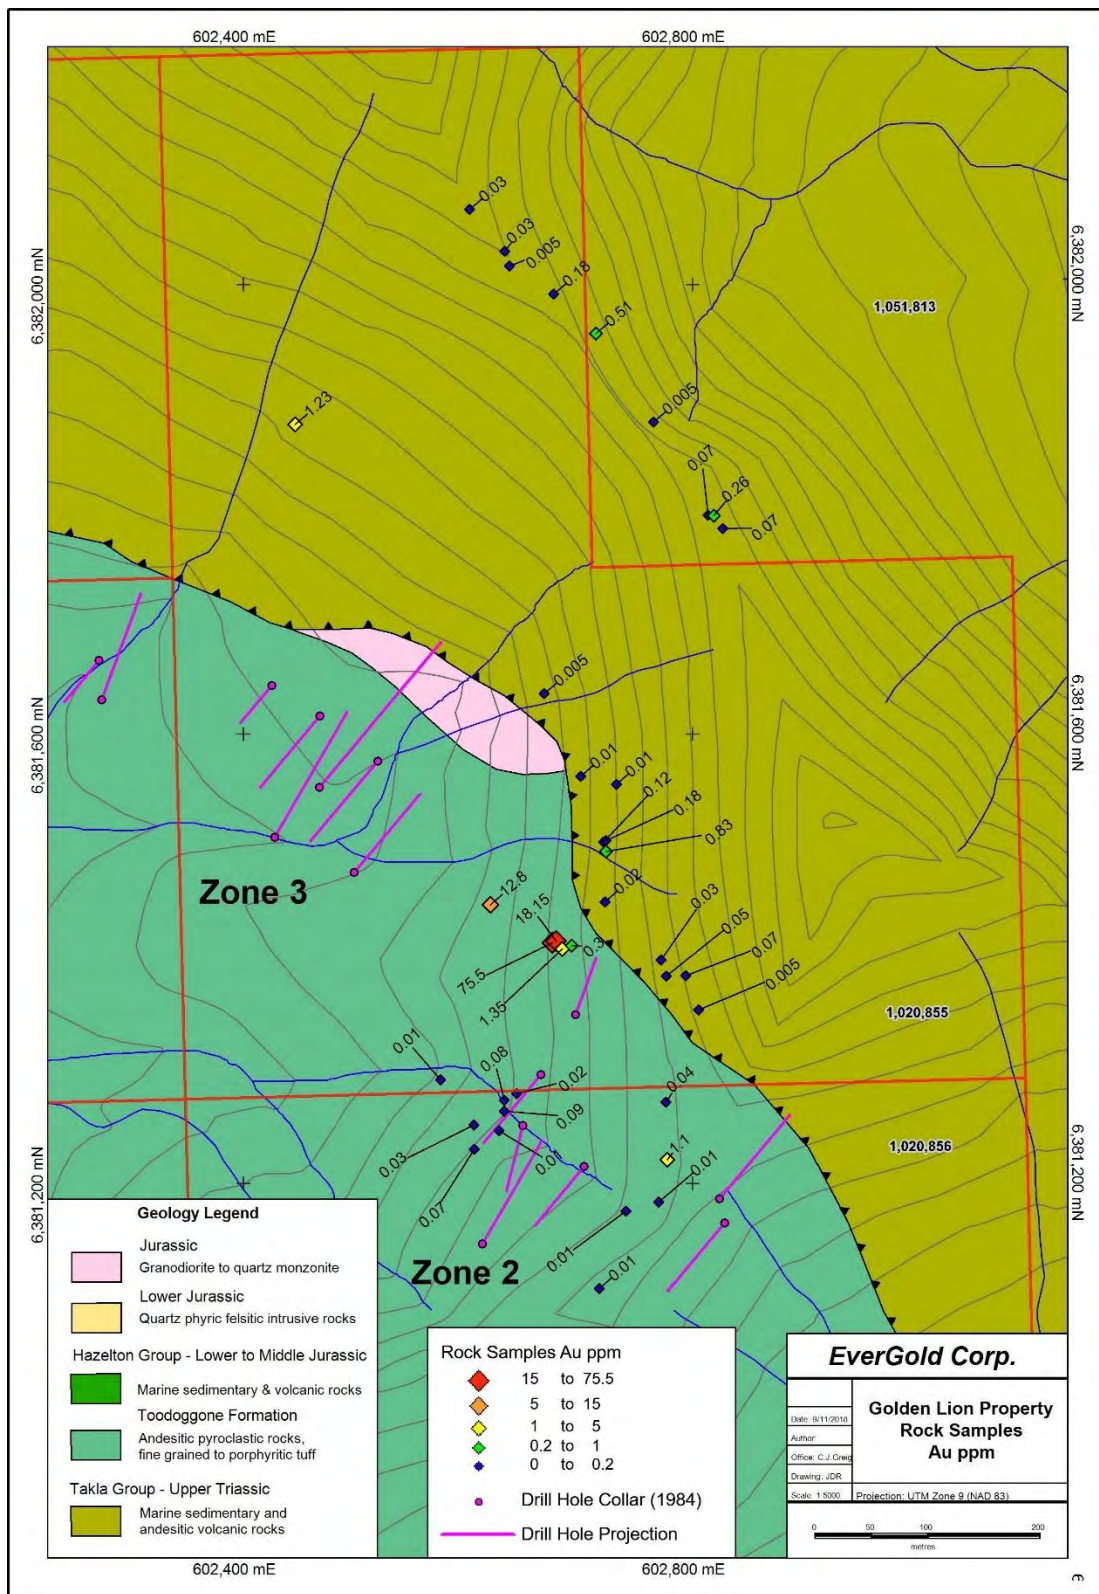 602,400 mE
602,800 mE
0.03
0.03
0.005
0.18
6,382,000 mN
6,382,000 mN
0.51
1,051,813
1.23
0.005
0.07
0.26
0.07
0.005
6,381,600 mN
6,381,600 mN
0.01
0.01
0.12
0.18
0.83
Zone 3
12.8
0.02
0.03
18.15
0.3
0.05
75.5
0.07
1.35
0.005
1,020,855
0.01
0.08
0.02
0.04
0.09
1,020,856
0.03
0.01
1.1
0.01
6,381,200 mN
6,381,200 mN
0.07
0.01
Zone 2
0.01
Geology Legend
Jurassic
Granodiorite to quartz monzonite
Lower Jurassic
Quartz phyric felsitic intrusive rocks
Hazelton Group - Lower to Middle Jurassic
Marine sedimentary & volcanic rocks
Toodoggone Formation
Andesitic pyroclastic rocks,
fine grained to porphyritic tuff
Takla Group - Upper Triassic
Marine sedimentary and
andesitic volcanic rocks
Rock Samples Au ppm
15 to 75.5
5 to 15
1 to 5
0.2 to 1
0 to 0.2
Drill Hole Collar (1984)
Drill Hole Projection
EverGold Corp.
Golden Lion Property
Rock Samples
Au ppm
Date: 9/11/2018
Author:
Office: C.J.Greig
Drawing: JDR
Scale: 1:5000
Projection: UTM Zone 9 (NAD 83)
0 50 100 200
metres
602,400 mE
602,800 mE